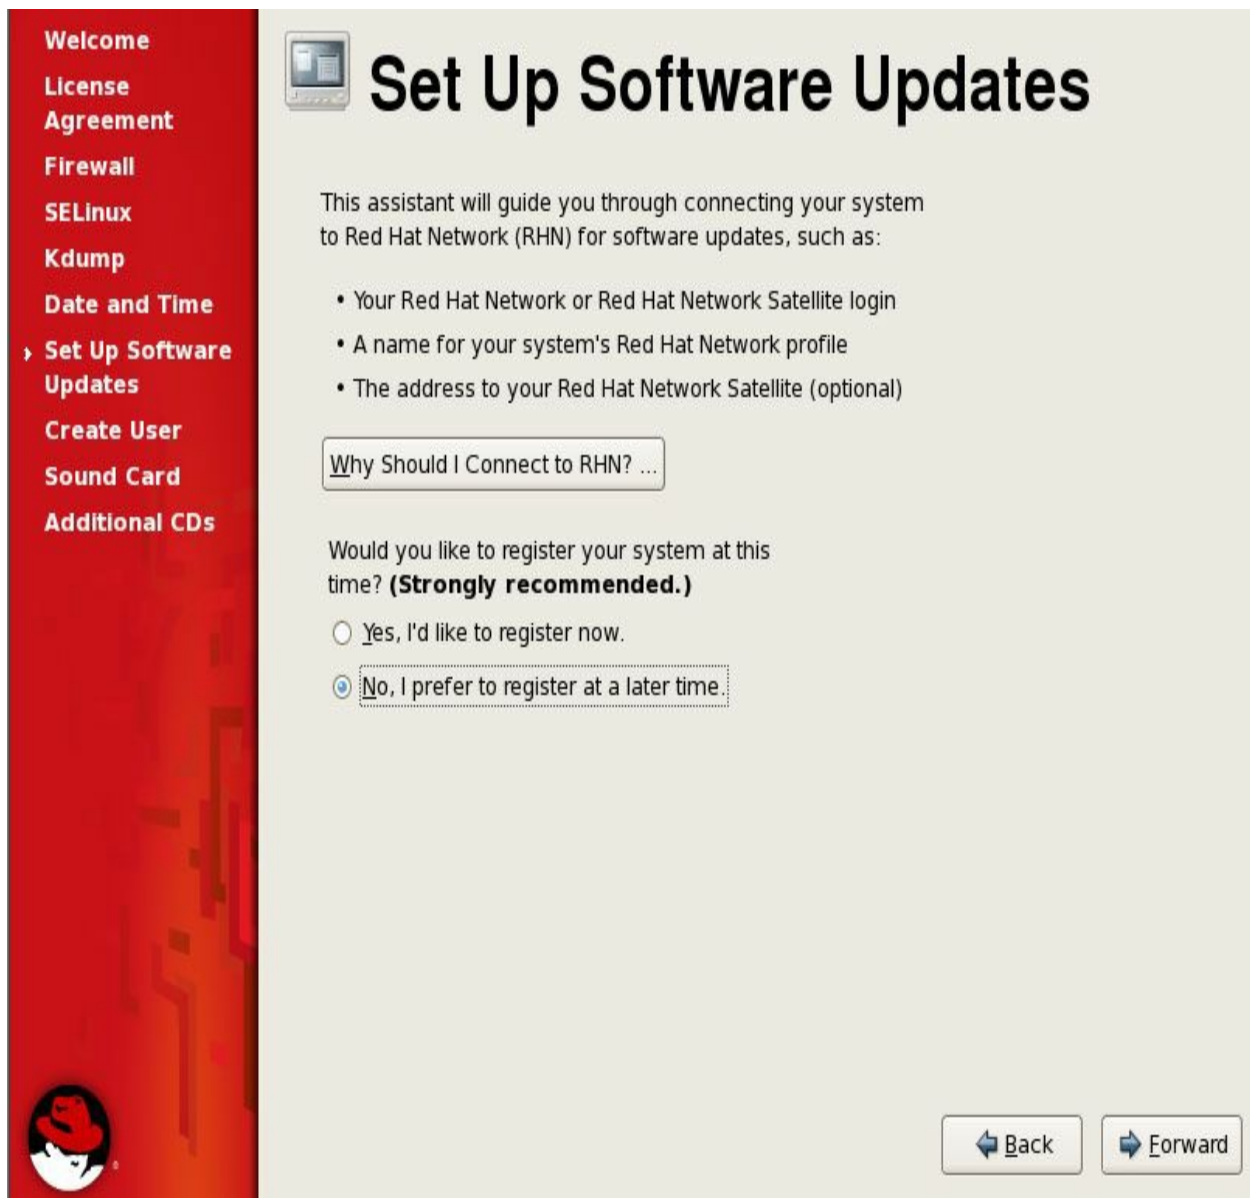 Welcome
License
Agreement
Firewall
SELinux
Kdump
Date and Time
Set Up Software
Updates
Create User
Sound Card
Additional CDs
Set Up Software Updates
This assistant will guide you through connecting your system
to Red Hat Network (RHN) for software updates, such as:
• Your Red Hat Network or Red Hat Network Satellite login
• A name for your system's Red Hat Network profile
• The address to your Red Hat Network Satellite (optional)
Why Should I Connect to RHN? ...
Would you like to register your system at this
time? (Strongly recommended.)
Yes, I'd like to register now.
No, I prefer to register at a later time.
Back
Forward